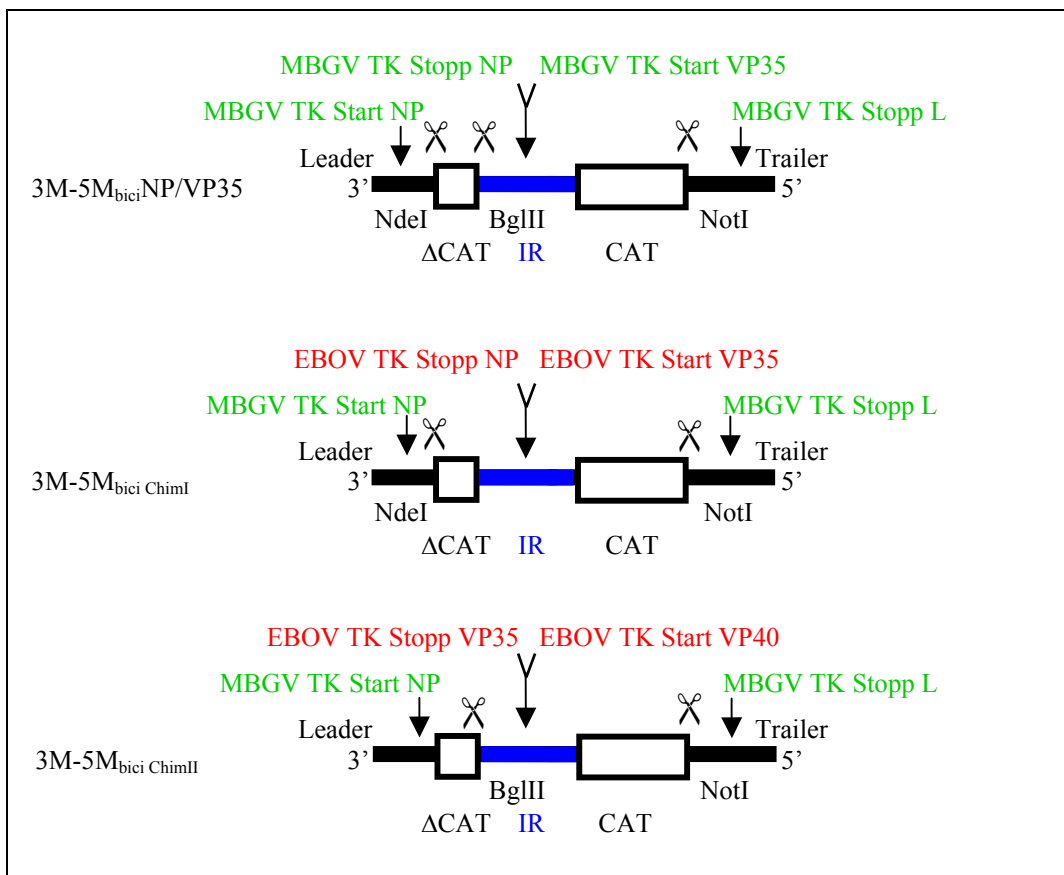 MBGV TK Stopp NP MBGV TK Start VP35
MBGV TK Start NP MBGV TK Stopp L
Leader Trailer
3M-5MbiciNP/VP35 3’ 5’
NdeI BglII NotI
ΔCAT IR CAT
EBOV TK Stopp NP EBOV TK Start VP35
MBGV TK Start NP MBGV TK Stopp L
Leader Trailer
3M-5Mbici ChimI 3’ 5’
NdeI NotI
ΔCAT IR CAT
EBOV TK Stopp VP35 EBOV TK Start VP40
MBGV TK Start NP MBGV TK Stopp L
Leader Trailer
3M-5Mbici ChimII 3’ 5’
BglII NotI
ΔCAT IR CAT